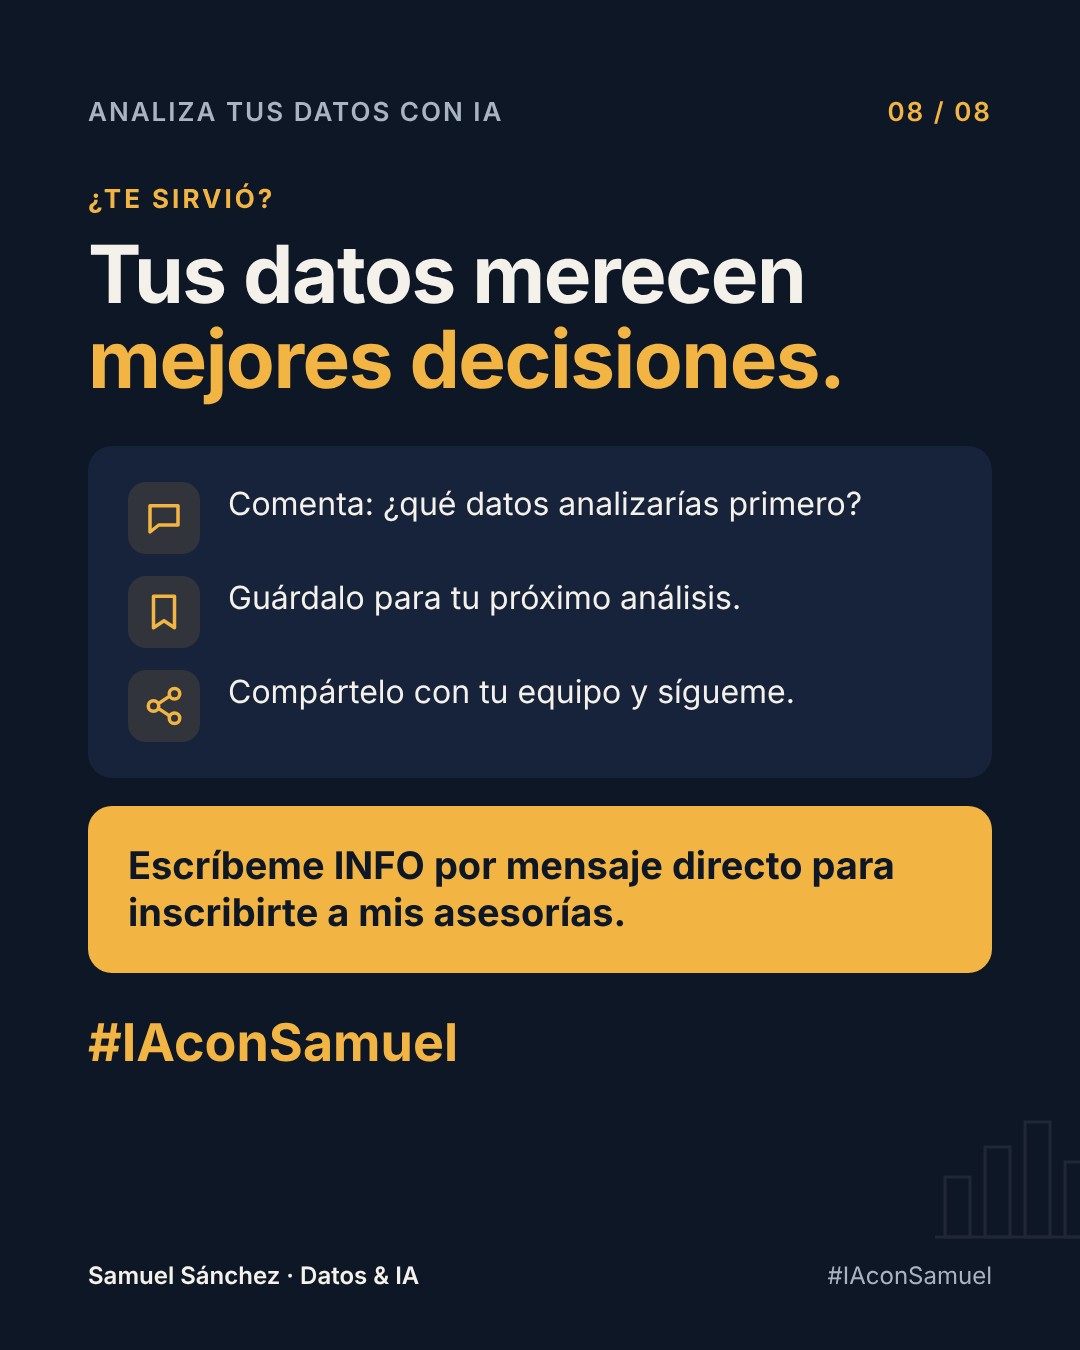 ANALIZA TUS DATOS CON IA
08 / 08
¿TE SIRVIÓ?
Tus datos merecen
mejores decisiones.
Comenta: ¿qué datos analizarías primero?
Guárdalo para tu próximo análisis.
Compártelo con tu equipo y sígueme.
Escríbeme INFO por mensaje directo para
inscribirte a mis asesorías.
#IAconSamuel
Samuel Sánchez · Datos & IA
#IAconSamuel